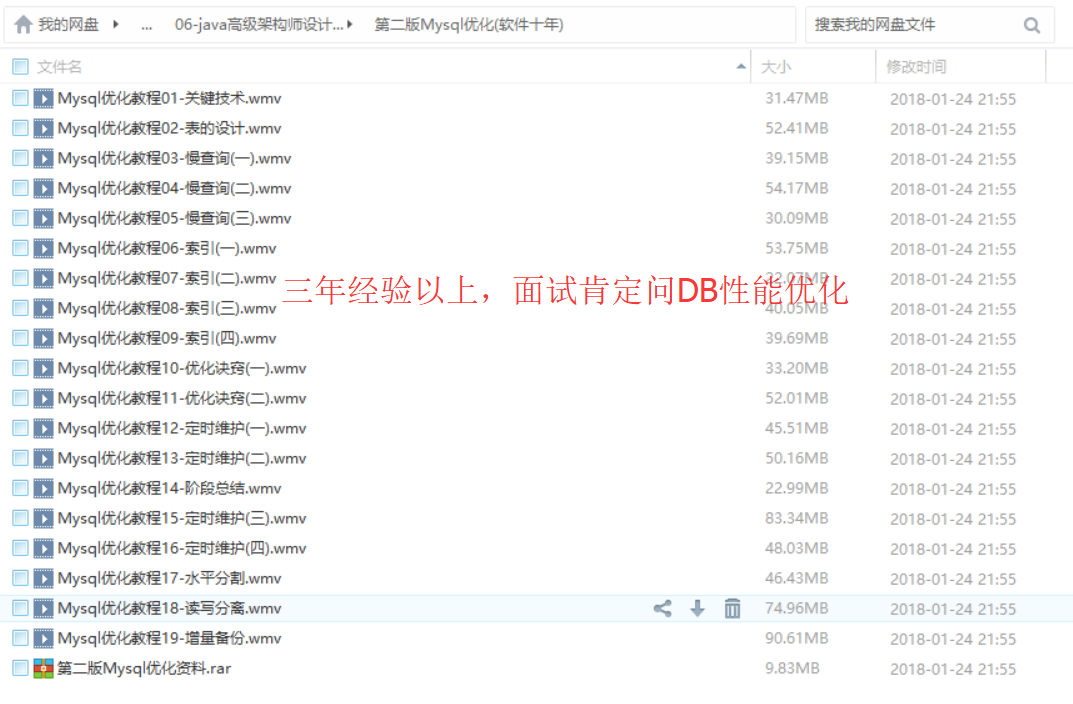 我的网盘 ... 06-java高级架构师设计... 第二版Mysql优化(软件十年) 搜索我的网盘文件
文件名 大小 修改时间
Mysql优化教程01-关键技术.wmv 31.47MB 2018-01-24 21:55
Mysql优化教程02-表的设计.wmv 52.41MB 2018-01-24 21:55
Mysql优化教程03-慢查询(一).wmv 39.15MB 2018-01-24 21:55
Mysql优化教程04-慢查询(二).wmv 54.17MB 2018-01-24 21:55
Mysql优化教程05-慢查询(三).wmv 30.09MB 2018-01-24 21:55
Mysql优化教程06-索引(一).wmv 53.75MB 2018-01-24 21:55
Mysql优化教程07-索引(二).wmv 32.07MB 2018-01-24 21:55
三年经验以上，面试肯定问DB性能优化
Mysql优化教程08-索引(三).wmv 40.05MB 2018-01-24 21:55
Mysql优化教程09-索引(四).wmv 39.69MB 2018-01-24 21:55
Mysql优化教程10-优化诀窍(一).wmv 33.20MB 2018-01-24 21:55
Mysql优化教程11-优化诀窍(二).wmv 52.01MB 2018-01-24 21:55
Mysql优化教程12-定时维护(一).wmv 45.51MB 2018-01-24 21:55
Mysql优化教程13-定时维护(二).wmv 50.16MB 2018-01-24 21:55
Mysql优化教程14-阶段总结.wmv 22.99MB 2018-01-24 21:55
Mysql优化教程15-定时维护(三).wmv 83.34MB 2018-01-24 21:55
Mysql优化教程16-定时维护(四).wmv 48.03MB 2018-01-24 21:55
Mysql优化教程17-水平分割.wmv 46.43MB 2018-01-24 21:55
Mysql优化教程18-读写分离.wmv 74.96MB 2018-01-24 21:55
Mysql优化教程19-增量备份.wmv 90.61MB 2018-01-24 21:55
第二版Mysql优化资料.rar 9.83MB 2018-01-24 21:55